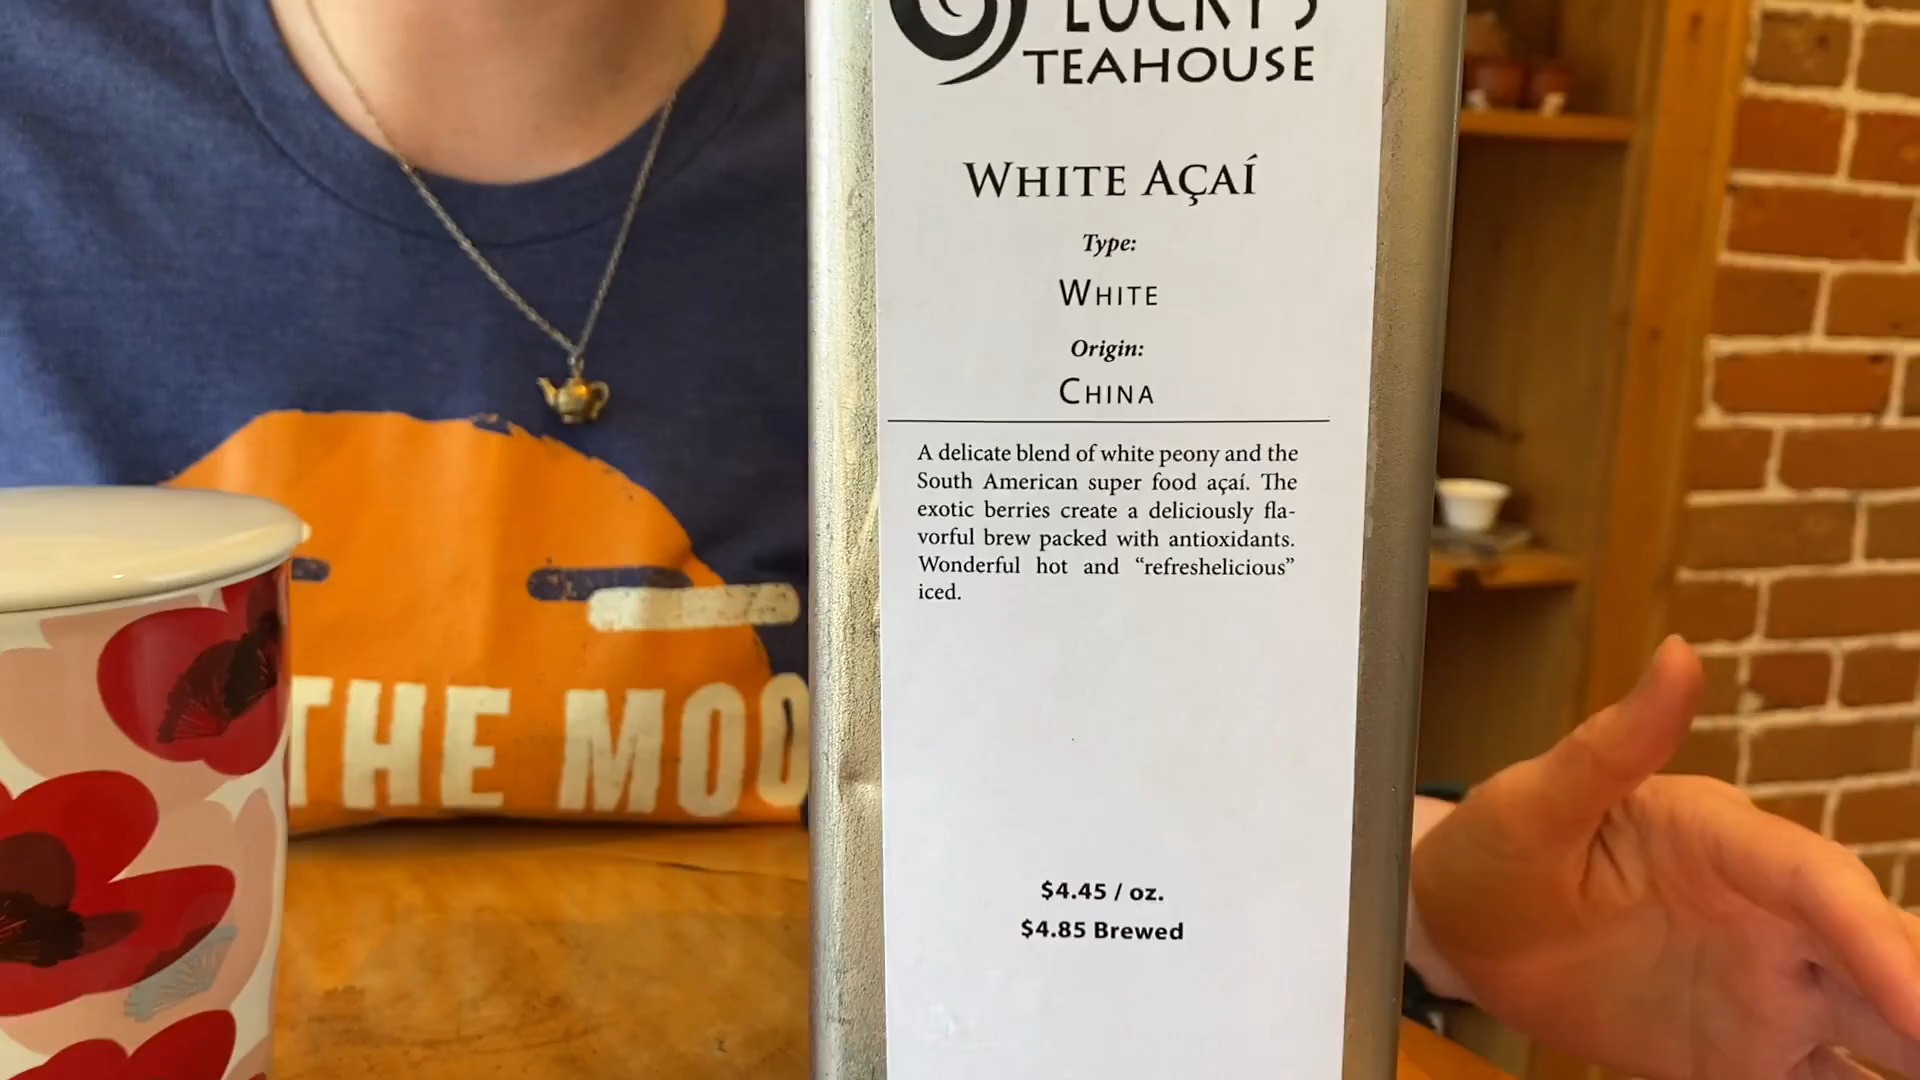 LUCKY'S
TEAHOUSE
WHITE AÇAÍ
Type:
WHITE
Origin:
CHINA
A delicate blend of white peony and the
South American super food açaí. The
exotic berries create a deliciously fla-
vorful brew packed with antioxidants.
Wonderful hot and “refreshelicious”
iced.
$4.45 / oz.
$4.85 Brewed
THE MOO